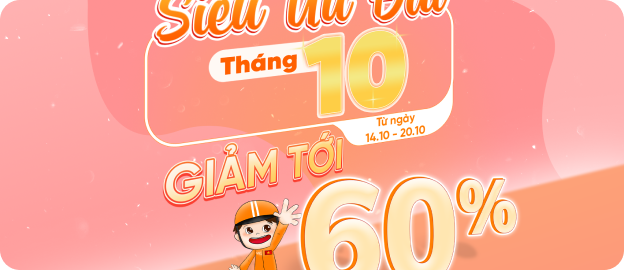 Siêu Ưu Đãi
Tháng
10
Từ ngày
14.10 - 20.10
GIẢM TỚI
60%